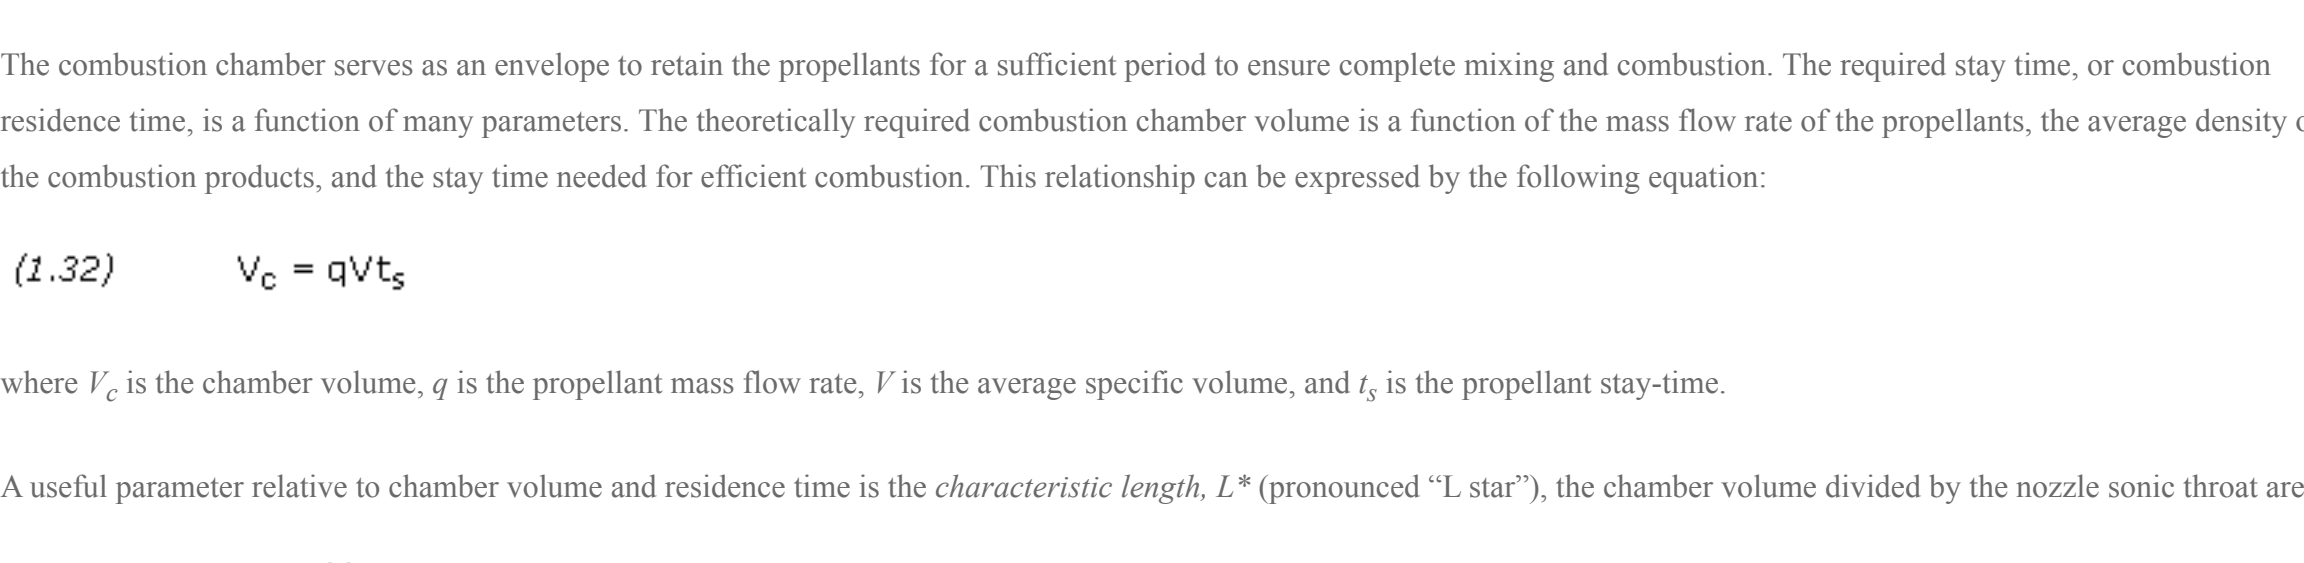 The combustion chamber serves as an envelope to retain the propellants for a sufficient period to ensure complete mixing and combustion. The required stay time, or combustion
residence time, is a function of many parameters. The theoretically required combustion chamber volume is a function of the mass flow rate of the propellants, the average density
the combustion products, and the stay time needed for efficient combustion. This relationship can be expressed by the following equation:
(1.32) Vc = qVts
where Vc is the chamber volume, q is the propellant mass flow rate, V is the average specific volume, and ts is the propellant stay-time.
A useful parameter relative to chamber volume and residence time is the characteristic length, L* (pronounced “L star”), the chamber volume divided by the nozzle sonic throat are